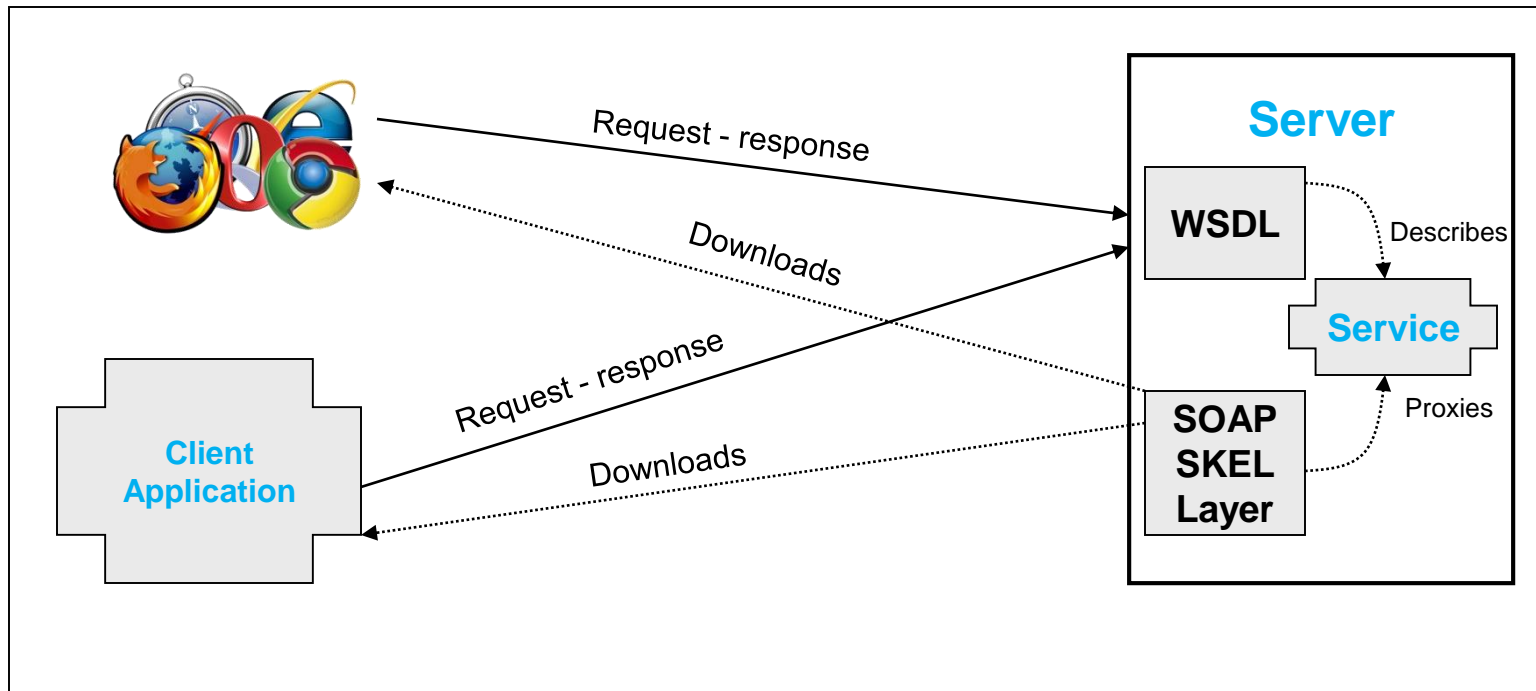 Request - response
Downloads
Request - response
Downloads
Client
Application
Server
WSDL
Describes
Service
Proxies
SOAP
SKEL
Layer